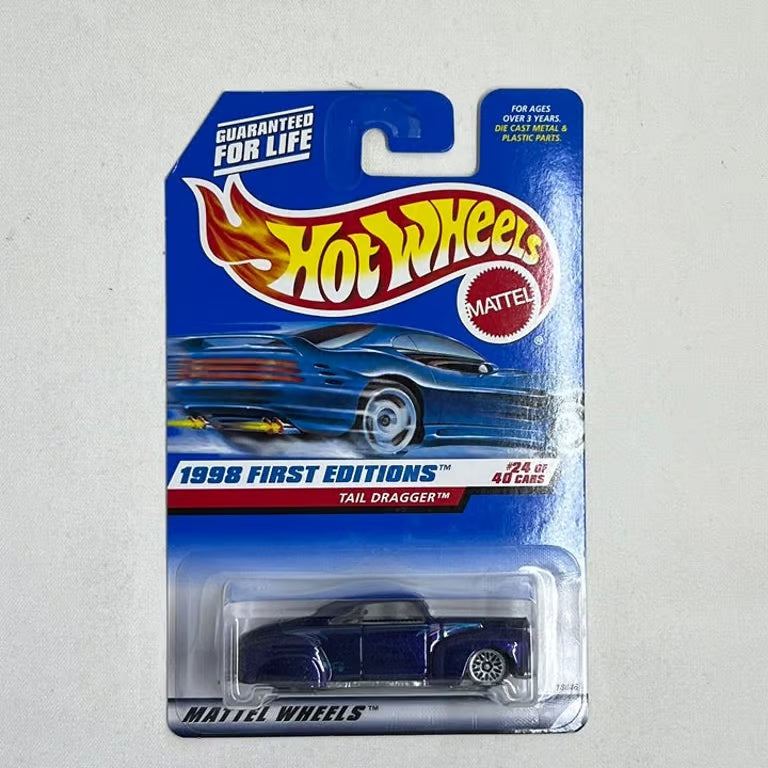 GUARANTEED
FOR LIFE
FOR AGES
OVER 3 YEARS.
DIE CAST METAL &
PLASTIC PARTS.
HOT WHEELS
MATTEL
®
1998 FIRST EDITIONS™
#24 OF
40 CARS
TAIL DRAGGER™
MATTEL WHEELS™